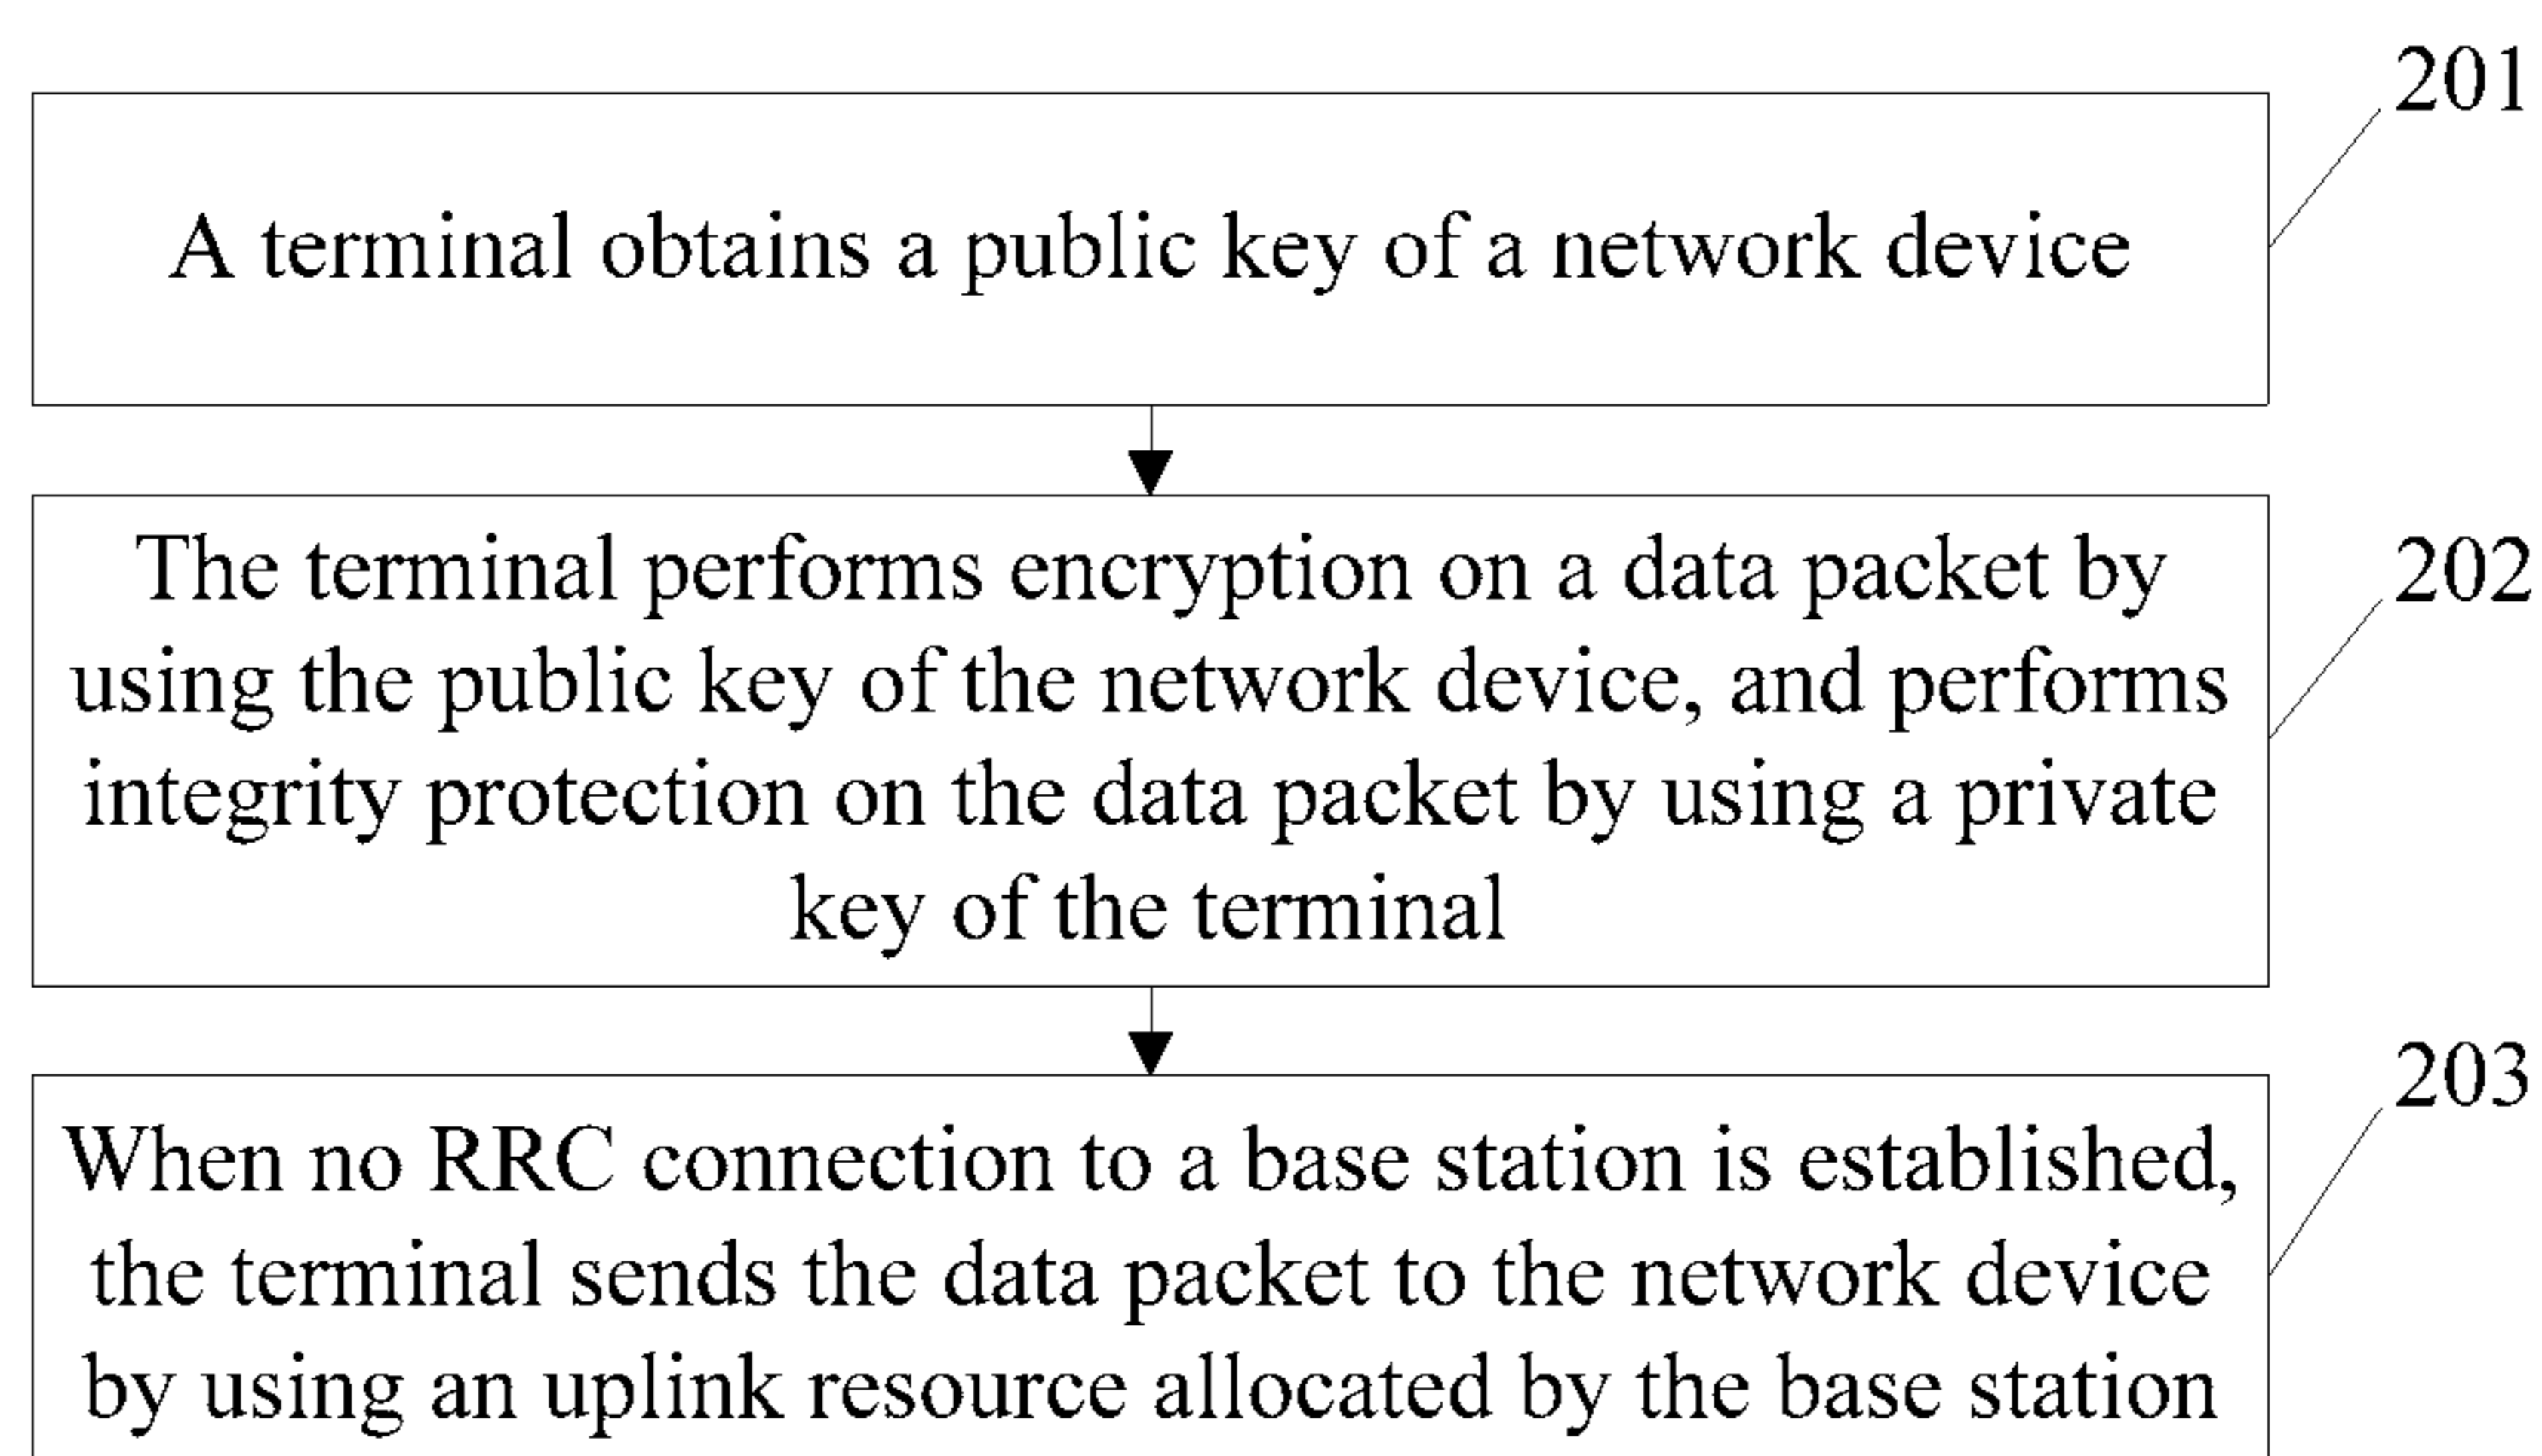 201
A terminal obtains a public key of a network device
202
The terminal performs encryption on a data packet by
using the public key of the network device, and performs
integrity protection on the data packet by using a private
key of the terminal
203
When no RRC connection to a base station is established,
the terminal sends the data packet to the network device
by using an uplink resource allocated by the base station